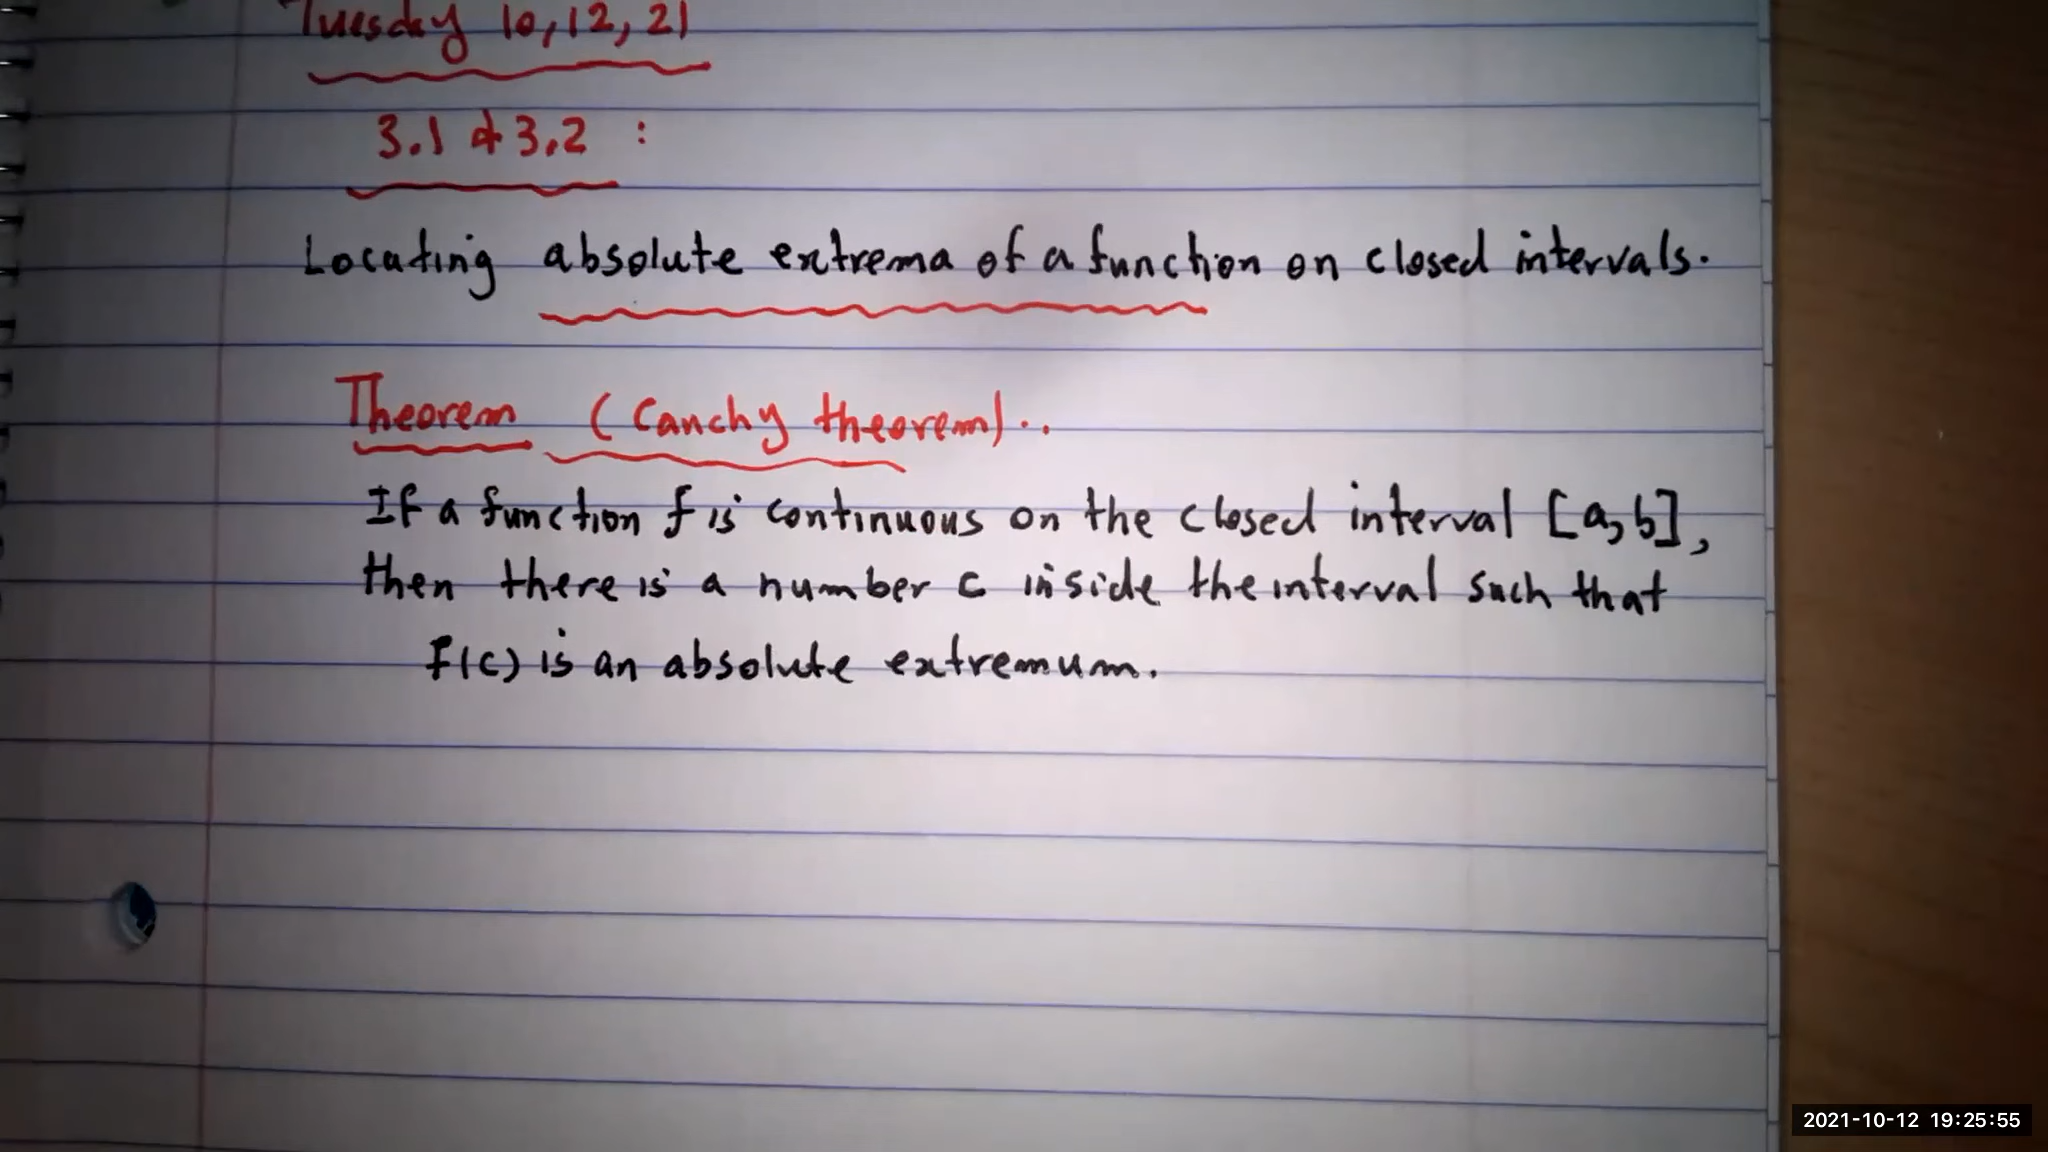 Tuesday 10,12,21
3.1 & 3.2 :
Locating absolute extrema of a function on closed intervals.
Theorem (Cauchy theorem)..
If a function f is continuous on the closed interval [a,b],
then there is a number c inside the interval such that
f(c) is an absolute extremum.
2021-10-12 19:25:55